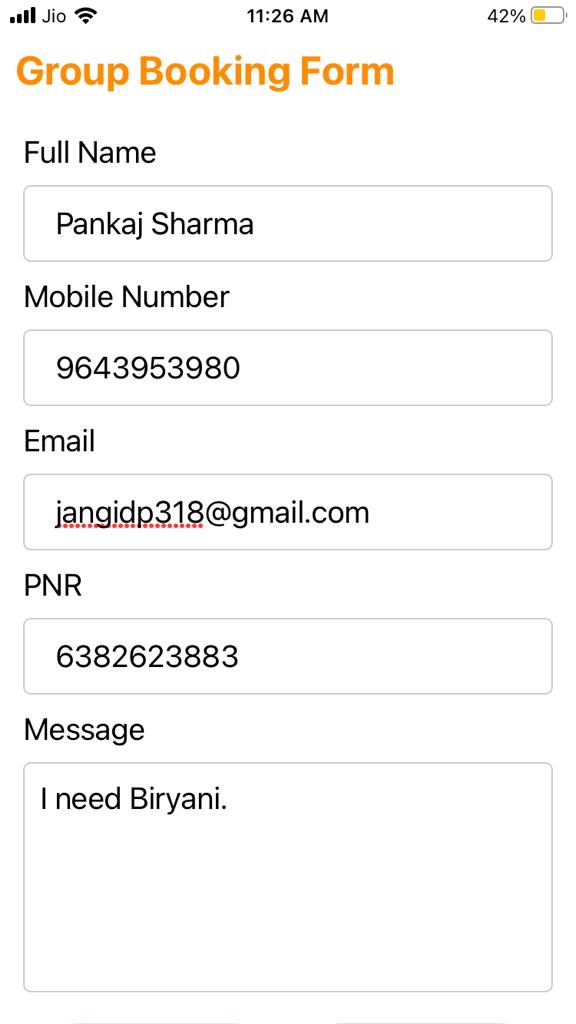 Jio 11:26 AM 42%
Group Booking Form
Full Name
Pankaj Sharma
Mobile Number
9643953980
Email
jangidp318@gmail.com
PNR
6382623883
Message
I need Biryani.